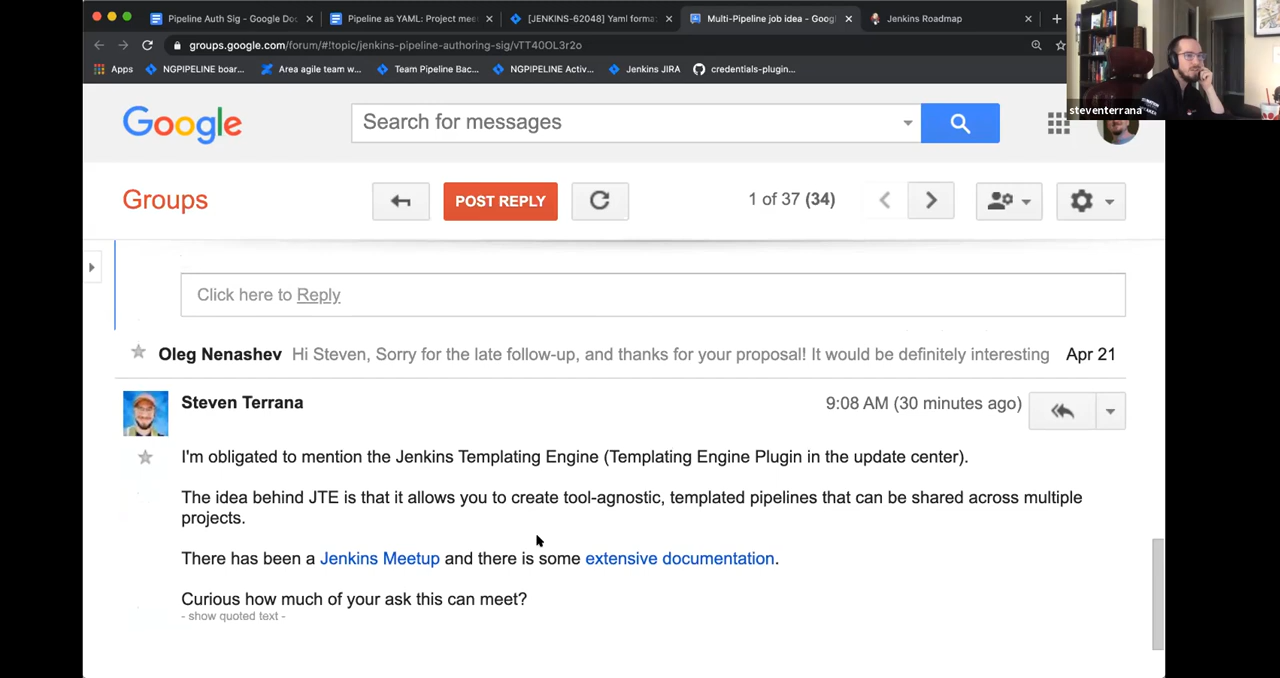 Pipeline Auth Sig - Google Doc
Pipeline as YAML: Project mee
[JENKINS-62048] Yaml forma
Multi-Pipeline job idea - Goog
Jenkins Roadmap
groups.google.com/forum/#!topic/jenkins-pipeline-authoring-sig/vTT40OL3r2o
Apps
NGPIPELINE boar...
Area agile team w...
Team Pipeline Bac...
NGPIPELINE Activ...
Jenkins JIRA
credentials-plugin...
steventerrana
Google
Search for messages
Groups
POST REPLY
1 of 37 (34)
Click here to Reply
Oleg Nenashev Hi Steven, Sorry for the late follow-up, and thanks for your proposal! It would be definitely interesting Apr 21
Steven Terrana
9:08 AM (30 minutes ago)
I'm obligated to mention the Jenkins Templating Engine (Templating Engine Plugin in the update center).
The idea behind JTE is that it allows you to create tool-agnostic, templated pipelines that can be shared across multiple
projects.
There has been a Jenkins Meetup and there is some extensive documentation.
Curious how much of your ask this can meet?
- show quoted text -